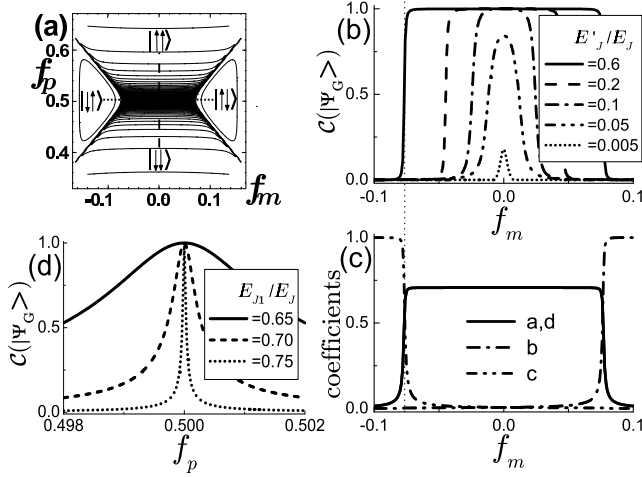 (a)
|↑↑⟩
0.6
f_p
0.5
|↓↑⟩
0.4
|↓↓⟩
-0.1 0.0 0.1
f_m
(b)
1.0
0.5
0.0
C(|Ψ_G>)
E'_J/E_J
=0.6
=0.2
=0.1
=0.05
=0.005
-0.1 0.0 0.1
f_m
(d)
1.0
0.5
0.0
C(|Ψ_G>)
E_J1/E_J
=0.65
=0.70
=0.75
0.498 0.500 0.502
f_p
(c)
1.0
0.5
0.0
coefficients
a,d
b
c
-0.1 0.0 0.1
f_m